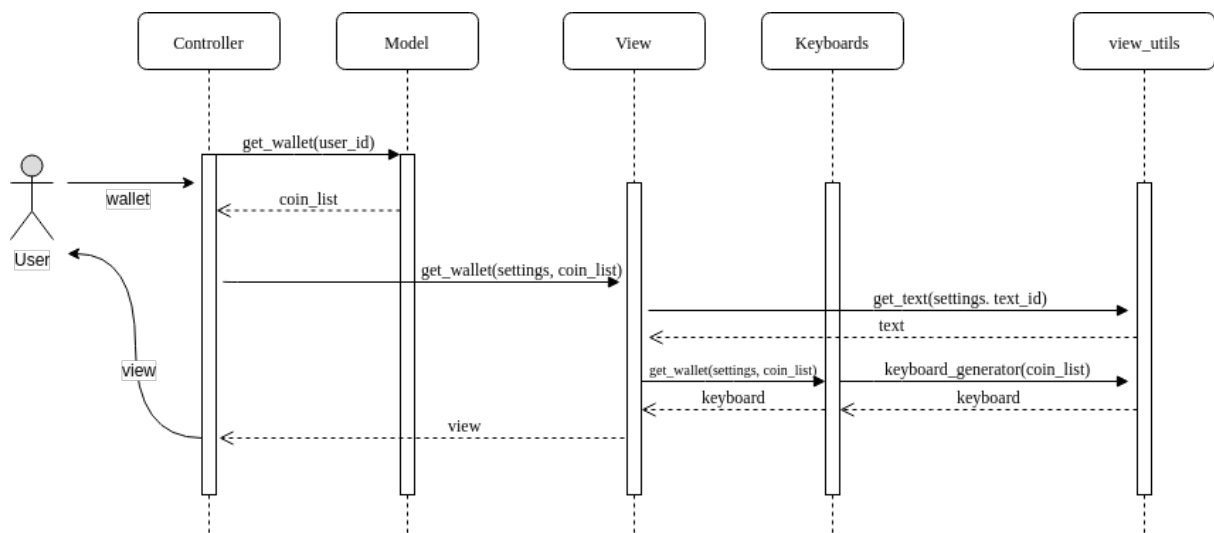 Controller
Model
View
Keyboards
view_utils
get_wallet(user_id)
wallet
coin_list
User
get_wallet(settings, coin_list)
get_text(settings. text_id)
text
view
get_wallet(settings, coin_list)
keyboard_generator(coin_list)
keyboard
keyboard
view